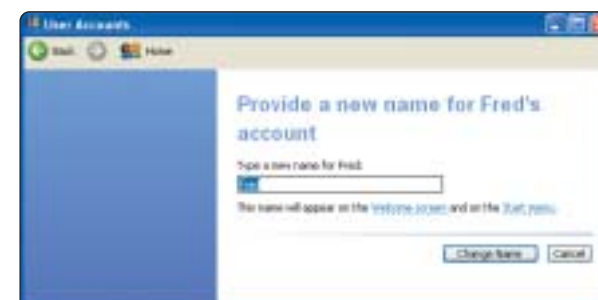 User Accounts
Back Home
Provide a new name for Fred's
account
Type a new name for Fred:
Fred
This name will appear on the Welcome screen and on the Start menu.
Change Name Cancel